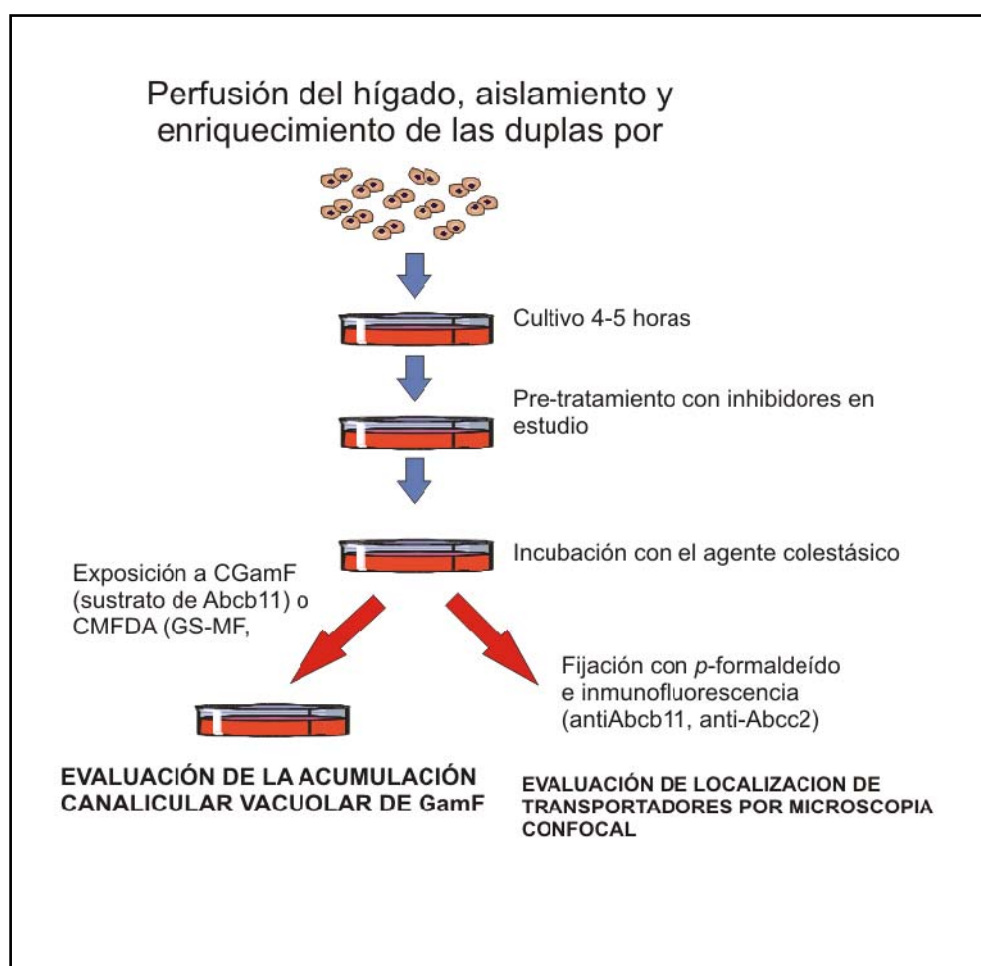 Perfusión del hígado, aislamiento y
enriquecimiento de las duplas por
Cultivo 4-5 horas
Pre-tratamiento con inhibidores en
estudio
Incubación con el agente colestásico
Exposición a CGamF
(sustrato de Abcb11) o
CMFDA (GS-MF,
Fijación con p-formaldeído
e inmunofluorescencia
(antiAbcb11, anti-Abcc2)
EVALUACIÓN DE LA ACUMULACIÓN
CANALICULAR VACUOLAR DE GamF
EVALUACIÓN DE LOCALIZACION DE
TRANSPORTADORES POR MICROSCOPIA
CONFOCAL